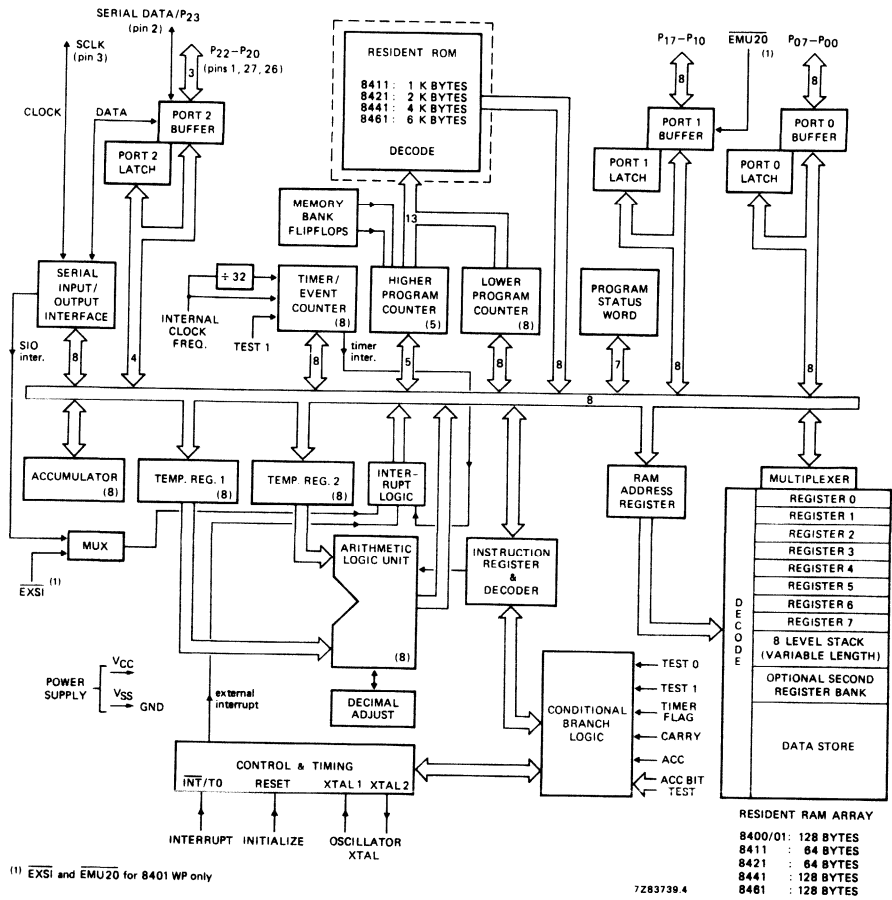 SERIAL DATA/P23
(pin 2)
SCLK
(pin 3)
P22–P20
(pins 1, 27, 26)
3
CLOCK
DATA
PORT 2
BUFFER
PORT 2
LATCH
RESIDENT ROM
8411: 1 K BYTES
8421: 2 K BYTES
8441: 4 K BYTES
8461: 6 K BYTES
DECODE
P17–P10
EMU20
(1)
P07–P00
8
8
PORT 1
BUFFER
PORT 0
BUFFER
PORT 1
LATCH
PORT 0
LATCH
MEMORY
BANK
FLIPFLOPS
13
SERIAL
INPUT/
OUTPUT
INTERFACE
÷ 32
TIMER/
EVENT
COUNTER
(8)
HIGHER
PROGRAM
COUNTER
(5)
LOWER
PROGRAM
COUNTER
(8)
PROGRAM
STATUS
WORD
INTERNAL
CLOCK
FREQ.
TEST 1
SIO
inter.
timer
inter.
8
4
8
5
8
8
7
8
8
8
ACCUMULATOR
(8)
TEMP. REG. 1
(8)
TEMP. REG. 2
(8)
INTER-
RUPT
LOGIC
RAM
ADDRESS
REGISTER
MULTIPLEXER
MUX
EXSI (1)
ARITHMETIC
LOGIC UNIT
(8)
INSTRUCTION
REGISTER
&
DECODER
DECODE
REGISTER 0
REGISTER 1
REGISTER 2
REGISTER 3
REGISTER 4
REGISTER 5
REGISTER 6
REGISTER 7
8 LEVEL STACK
(VARIABLE LENGTH)
OPTIONAL SECOND
REGISTER BANK
DATA STORE
POWER
SUPPLY
VCC
VSS
GND
external
interrupt
DECIMAL
ADJUST
CONDITIONAL
BRANCH
LOGIC
TEST 0
TEST 1
TIMER
FLAG
CARRY
ACC
ACC BIT
TEST
CONTROL & TIMING
INT/T0 RESET XTAL 1 XTAL 2
INTERRUPT INITIALIZE OSCILLATOR
XTAL
RESIDENT RAM ARRAY
8400/01: 128 BYTES
8411 : 64 BYTES
8421 : 64 BYTES
8441 : 128 BYTES
8461 : 128 BYTES
(1) EXSI and EMU20 for 8401 WP only
7Z83739.4